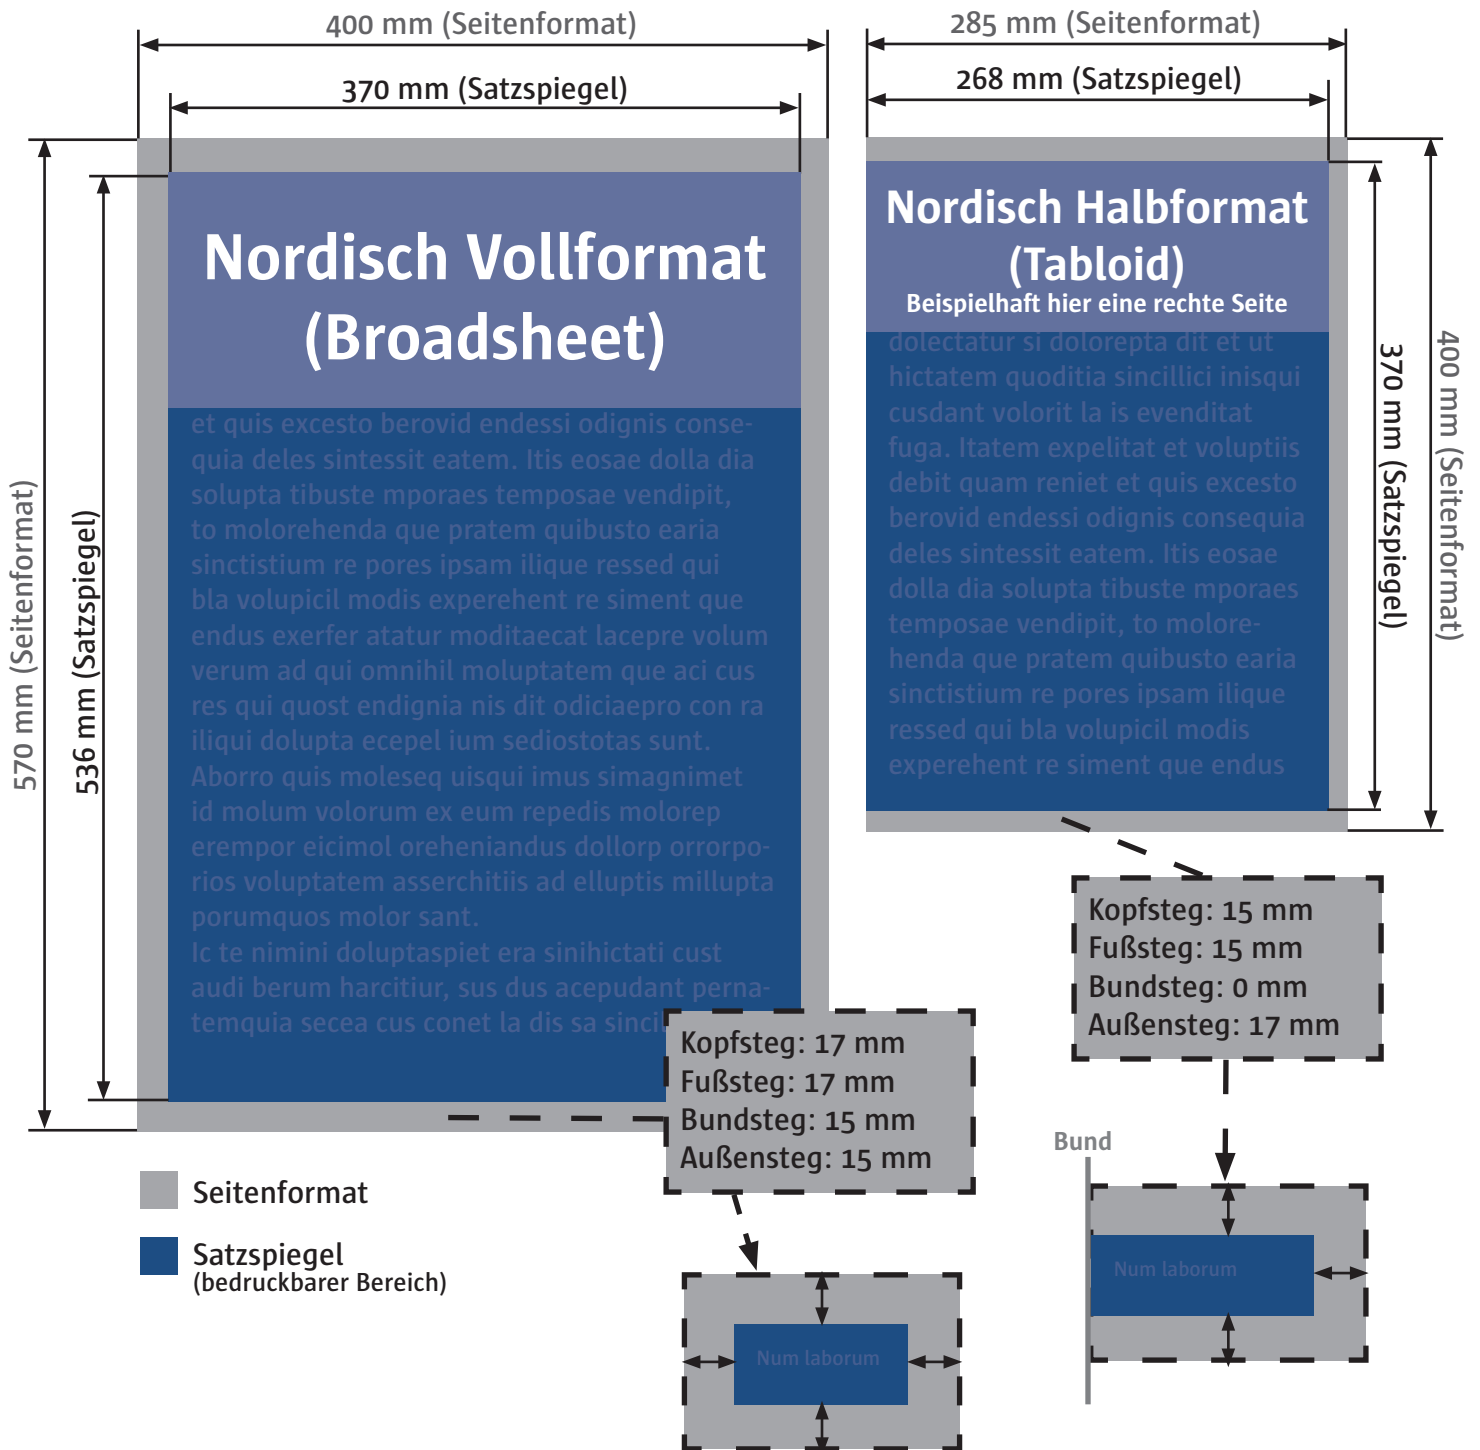 400 mm (Seitenformat)
370 mm (Satzspiegel)
570 mm (Seitenformat)
536 mm (Satzspiegel)
Nordisch Vollformat
(Broadsheet)
et quis excesto berovid endessi odignis conse-
quia deles sintessit eatem. Itis eosae dolla dia
solupta tibuste mporaes temposae vendipit,
to molorehenda que pratem quibusto earia
sinctistium re pores ipsam ilique ressed qui
bla volupicil modis experehent re siment que
endus exerfer atatur moditaecat lacepre volum
verum ad qui omnihil moluptatem que aci cus
res qui quost endignia nis dit odiciaepro con ra
iliqui dolupta ecepel ium sediostotas sunt.
Aborro quis moleseq uisqui imus simagnimet
id molum volorum ex eum repedis molorep
erempor eicimol oreheniandus dollorp orrorpo-
rios voluptatem asserchitiis ad elluptis millupta
porumquos molor sant.
Ic te nimini doluptaspiet era sinihictati cust
audi berum harcitiur, sus dus acepudant perna-
temquia secea cus conet la dis sa sinci
Kopfsteg: 17 mm
Fußsteg: 17 mm
Bundsteg: 15 mm
Außensteg: 15 mm
Num laborum
Seitenformat
Satzspiegel
(bedruckbarer Bereich)
285 mm (Seitenformat)
268 mm (Satzspiegel)
Nordisch Halbformat
(Tabloid)
Beispielhaft hier eine rechte Seite
dolectatur si dolorepta dit et ut
hictatem quoditia sincillici inisqui
cusdant volorit la is evenditat
fuga. Itatem expelitat et voluptiis
debit quam reniet et quis excesto
berovid endessi odignis consequia
deles sintessit eatem. Itis eosae
dolla dia solupta tibuste mporaes
temposae vendipit, to molore-
henda que pratem quibusto earia
sinctistium re pores ipsam ilique
ressed qui bla volupicil modis
experehent re siment que endus
370 mm (Satzspiegel)
400 mm (Seitenformat)
Kopfsteg: 15 mm
Fußsteg: 15 mm
Bundsteg: 0 mm
Außensteg: 17 mm
Bund
Num laborum